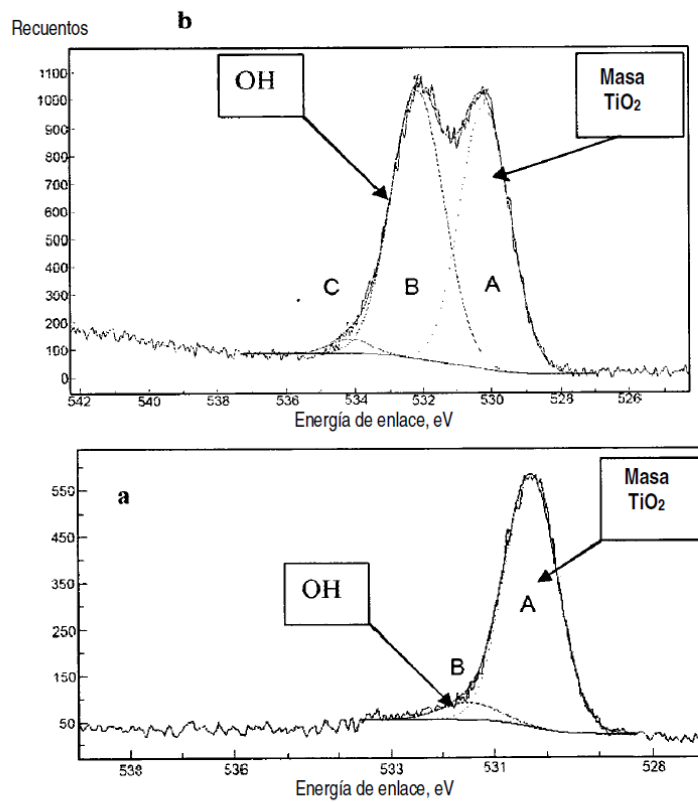 b
Recuentos
1100
1000
900
800
700
600
500
400
300
200
100
0
OH
Masa
TiO₂
C
B
A
542
540
538
536
534
532
530
528
526
Energía de enlace, eV
a
550
450
350
250
150
50
Masa
TiO₂
OH
A
B
538
536
533
531
528
Energía de enlace, eV